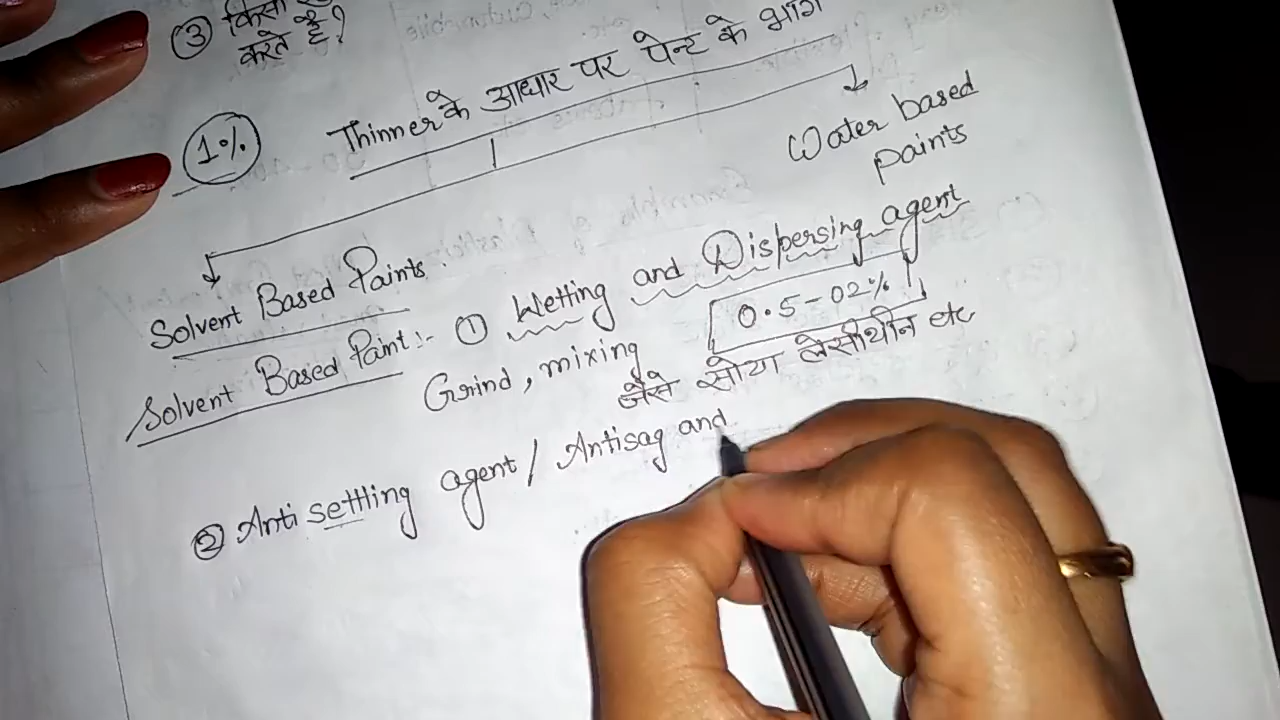 ③ किसी
करते है?
1%
Thinner के आधार पर पेन्ट के भाग
Water based
paints
Solvent Based Paints.
Solvent Based Paint:- ① Wetting and Dispersing agent
0.5-02%
Grind, mixing
जैसे सोया लेसीथीन etc
② Anti settling agent / Antisag and